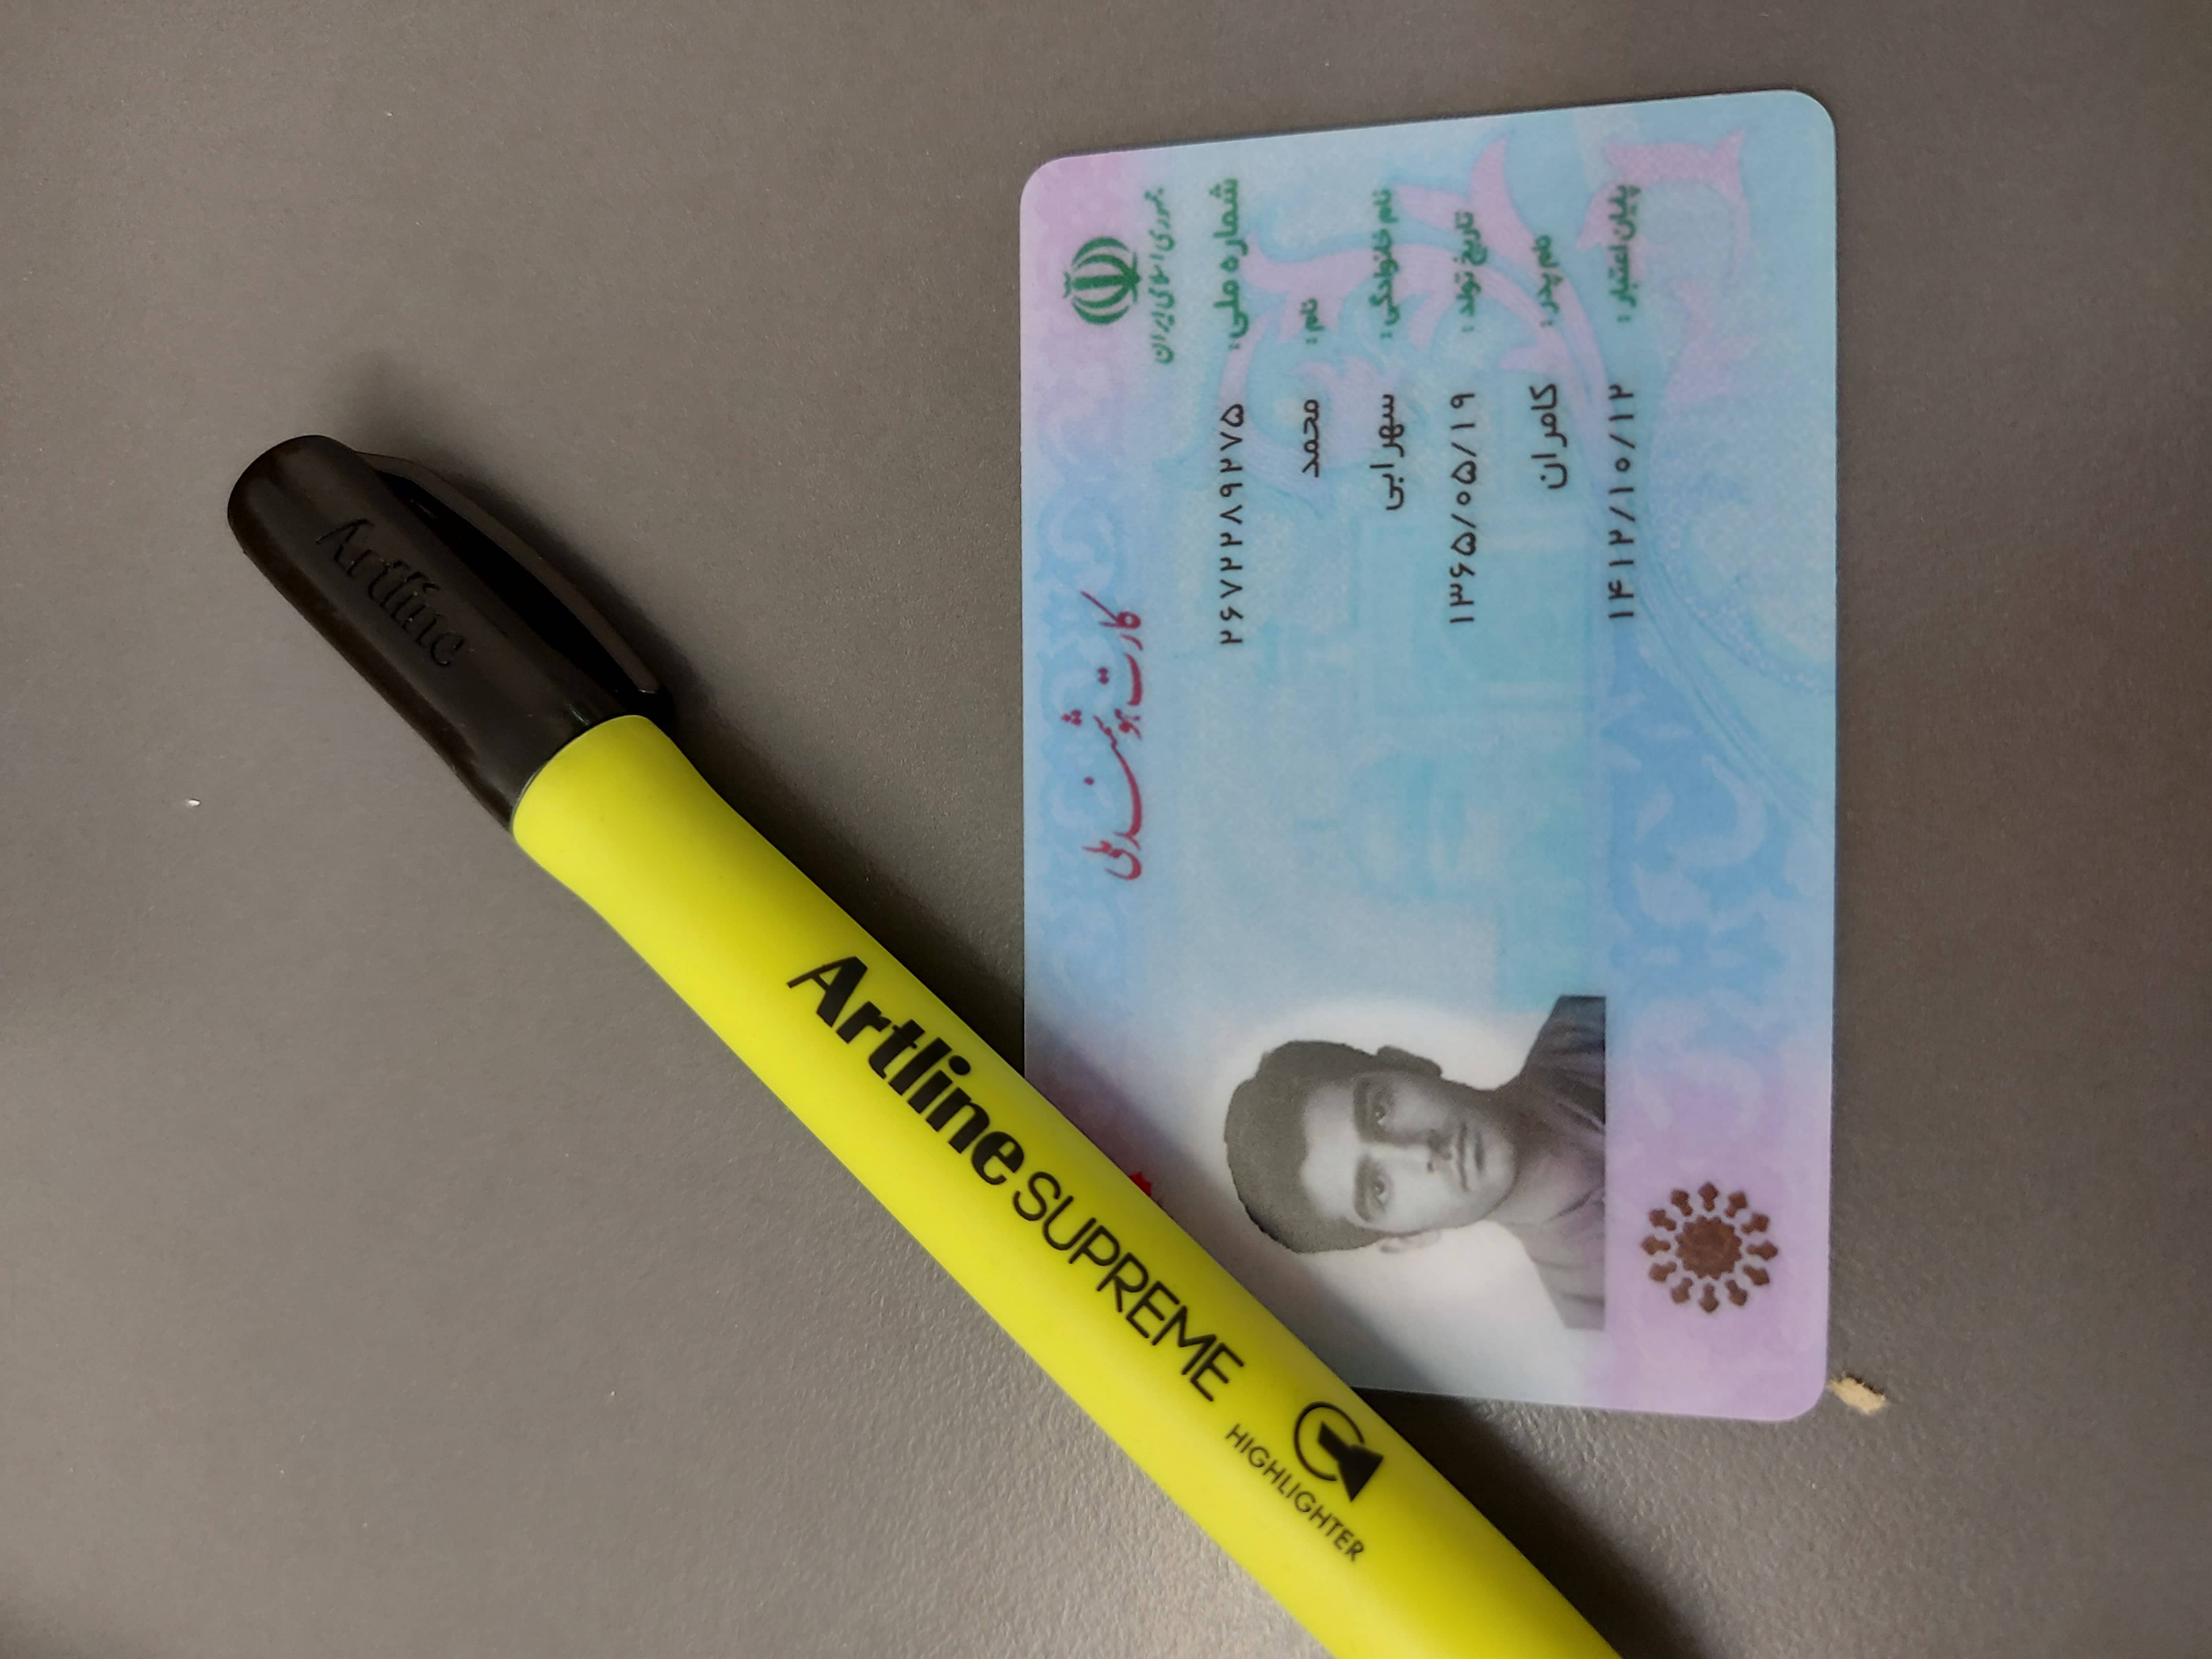 جمهوری اسلامی ایران
کارت هوشمند ملی
شماره ملی: ۲۶۷۲۲۸۹۲۷۵
نام: محمد
نام خانوادگی: سهرابی
تاریخ تولد: ۱۳۶۵/۰۵/۱۹
نام پدر: کامران
پایان اعتبار: ۱۴۱۲/۱۰/۱۲
Artline
Artline SUPREME
HIGHLIGHTER